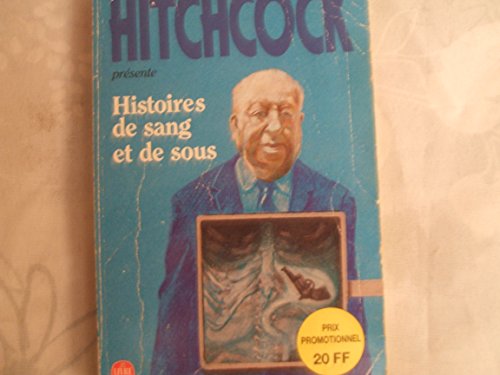 HITCHCOCK
présente
Histoires
de sang
et de sous
PRIX
PROMOTIONNEL
20 FF